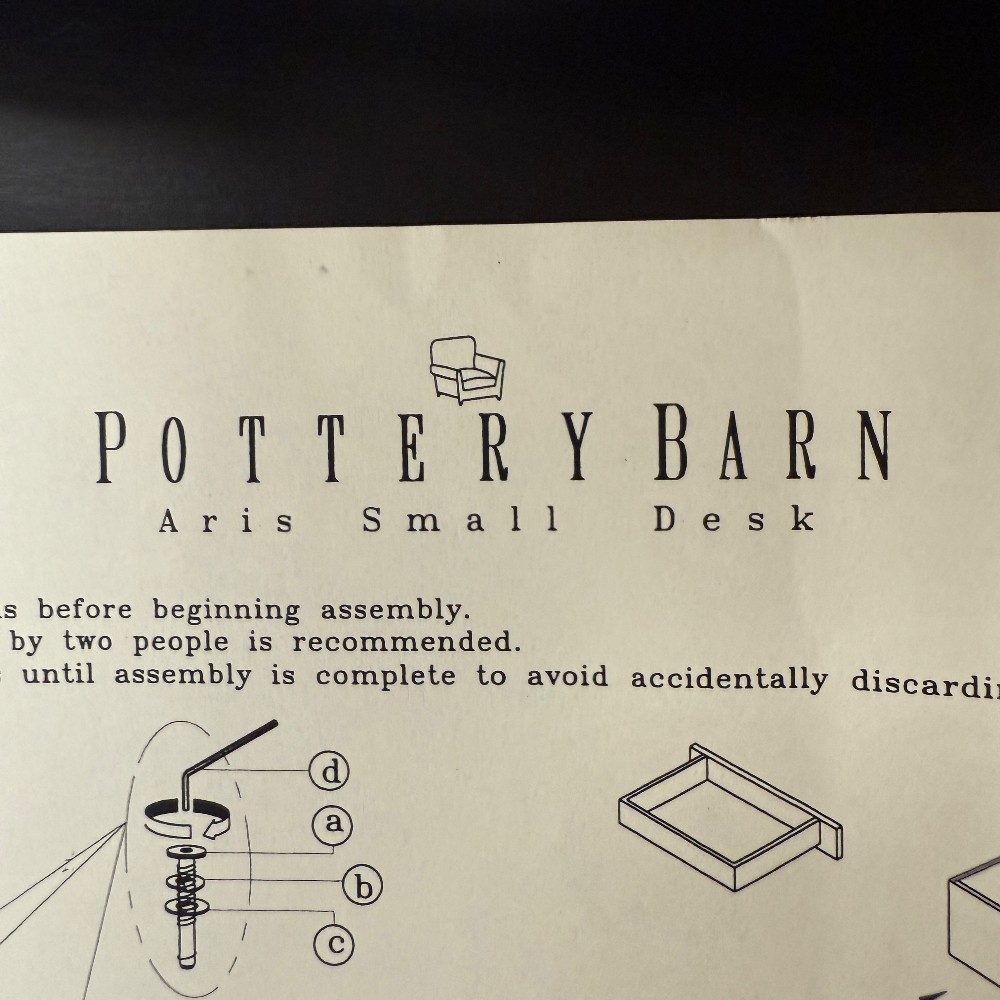 POTTERY BARN
Aris Small Desk
before beginning assembly.
by two people is recommended.
until assembly is complete to avoid accidentally
d
a
b
c